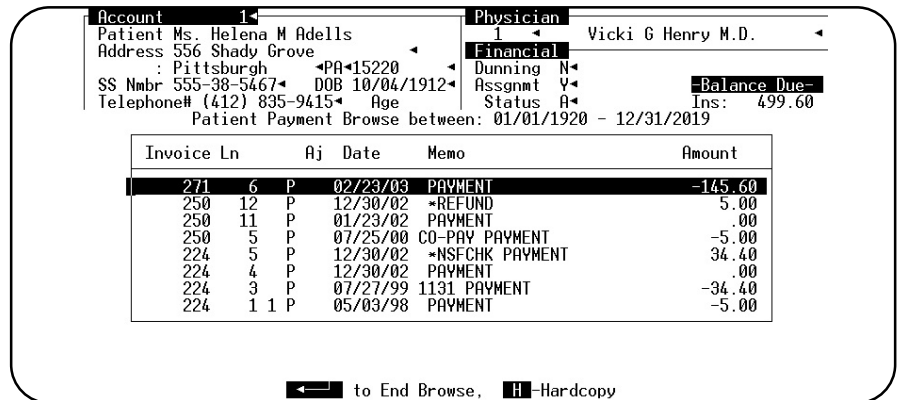 Account 1◄ Physician
Patient Ms. Helena M Adells 1 ◄ Vicki G Henry M.D. ◄
Address 556 Shady Grove ◄ Financial
: Pittsburgh ◄PA◄15220 ◄ Dunning N◄
SS Nmbr 555-38-5467◄ DOB 10/04/1912◄ Assgnmt Y◄ -Balance Due-
Telephone# (412) 835-9415◄ Age Status A◄ Ins: 499.60
Patient Payment Browse between: 01/01/1920 - 12/31/2019
Invoice Ln Aj Date Memo Amount
271 6 P 02/23/03 PAYMENT -145.60
250 12 P 12/30/02 *REFUND 5.00
250 11 P 01/23/02 PAYMENT .00
250 5 P 07/25/00 CO-PAY PAYMENT -5.00
224 5 P 12/30/02 *NSFCHK PAYMENT 34.40
224 4 P 12/30/02 PAYMENT .00
224 3 P 07/27/99 1131 PAYMENT -34.40
224 1 1 P 05/03/98 PAYMENT -5.00
to End Browse, H-Hardcopy